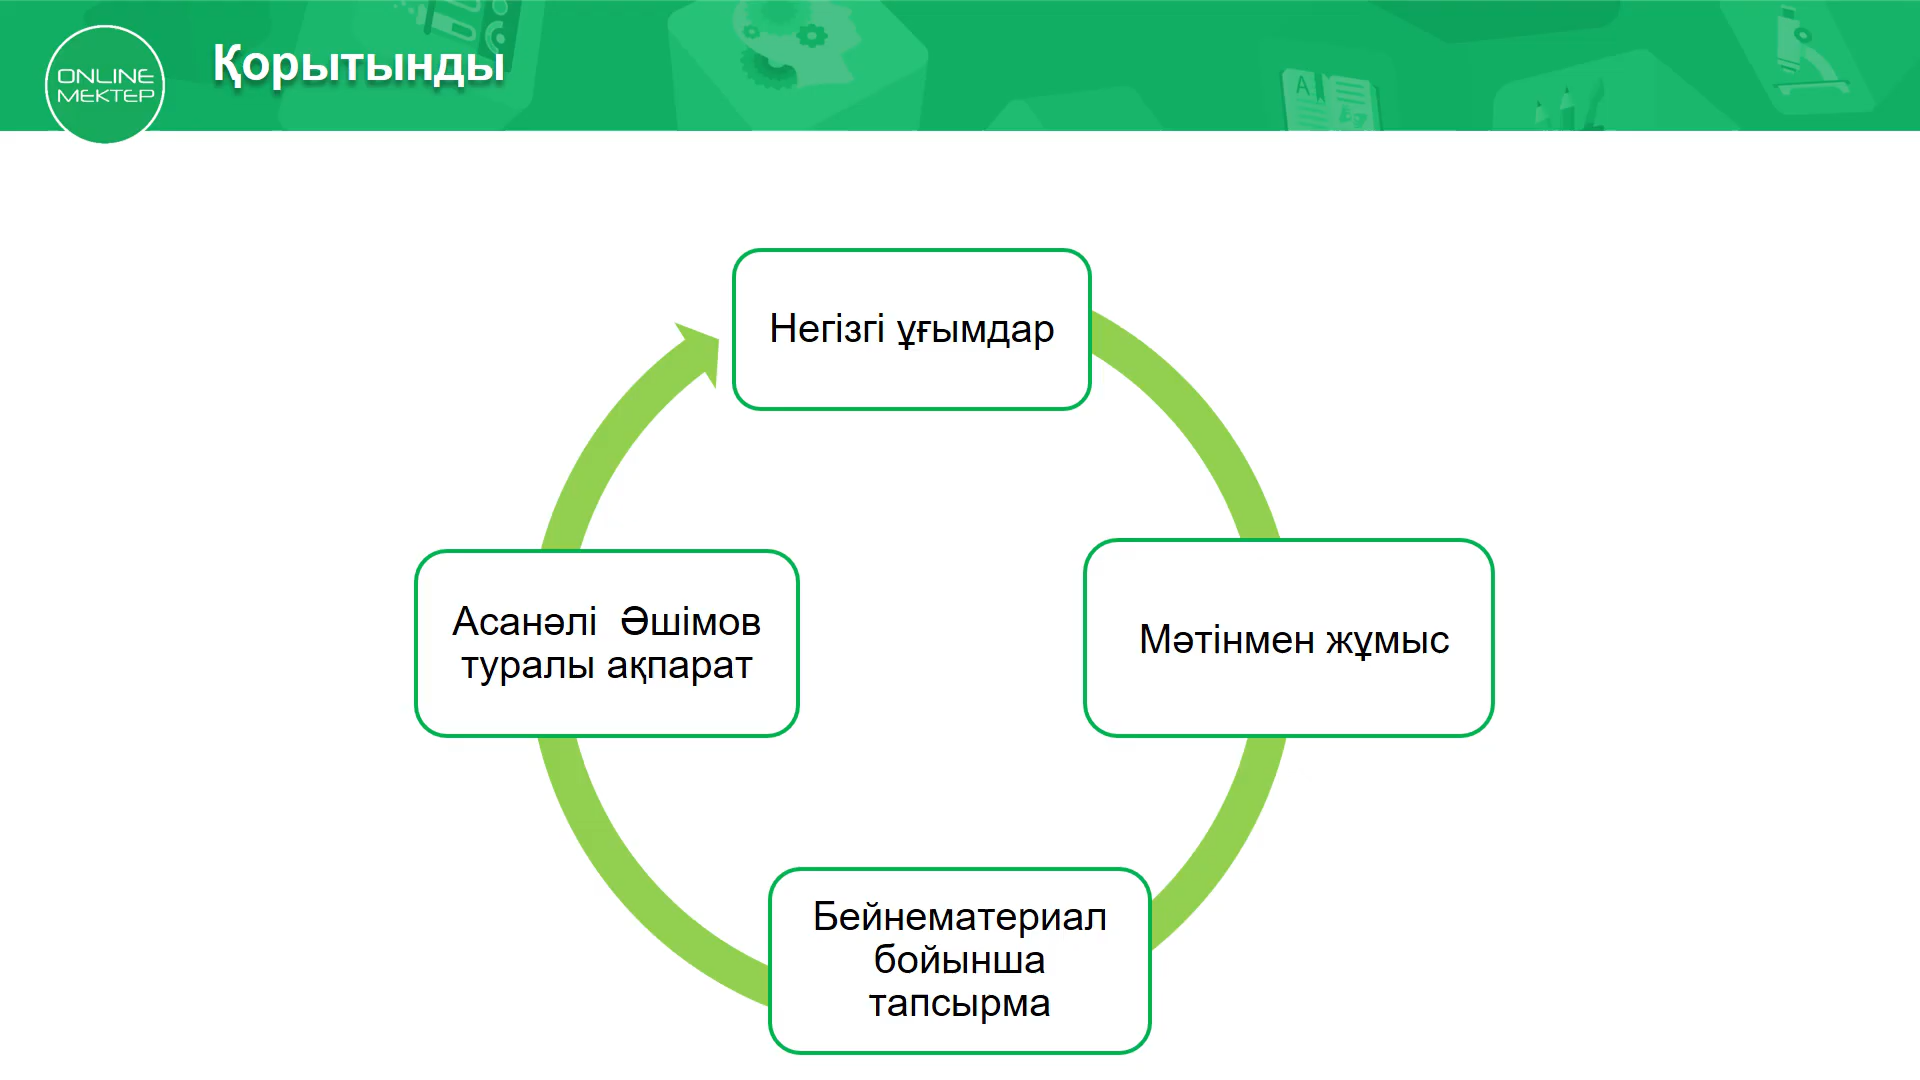 ONLINE
MEKTEP
Қорытынды
Негізгі ұғымдар
Мәтінмен жұмыс
Бейнематериал
бойынша
тапсырма
Асанәлі Әшімов
туралы ақпарат